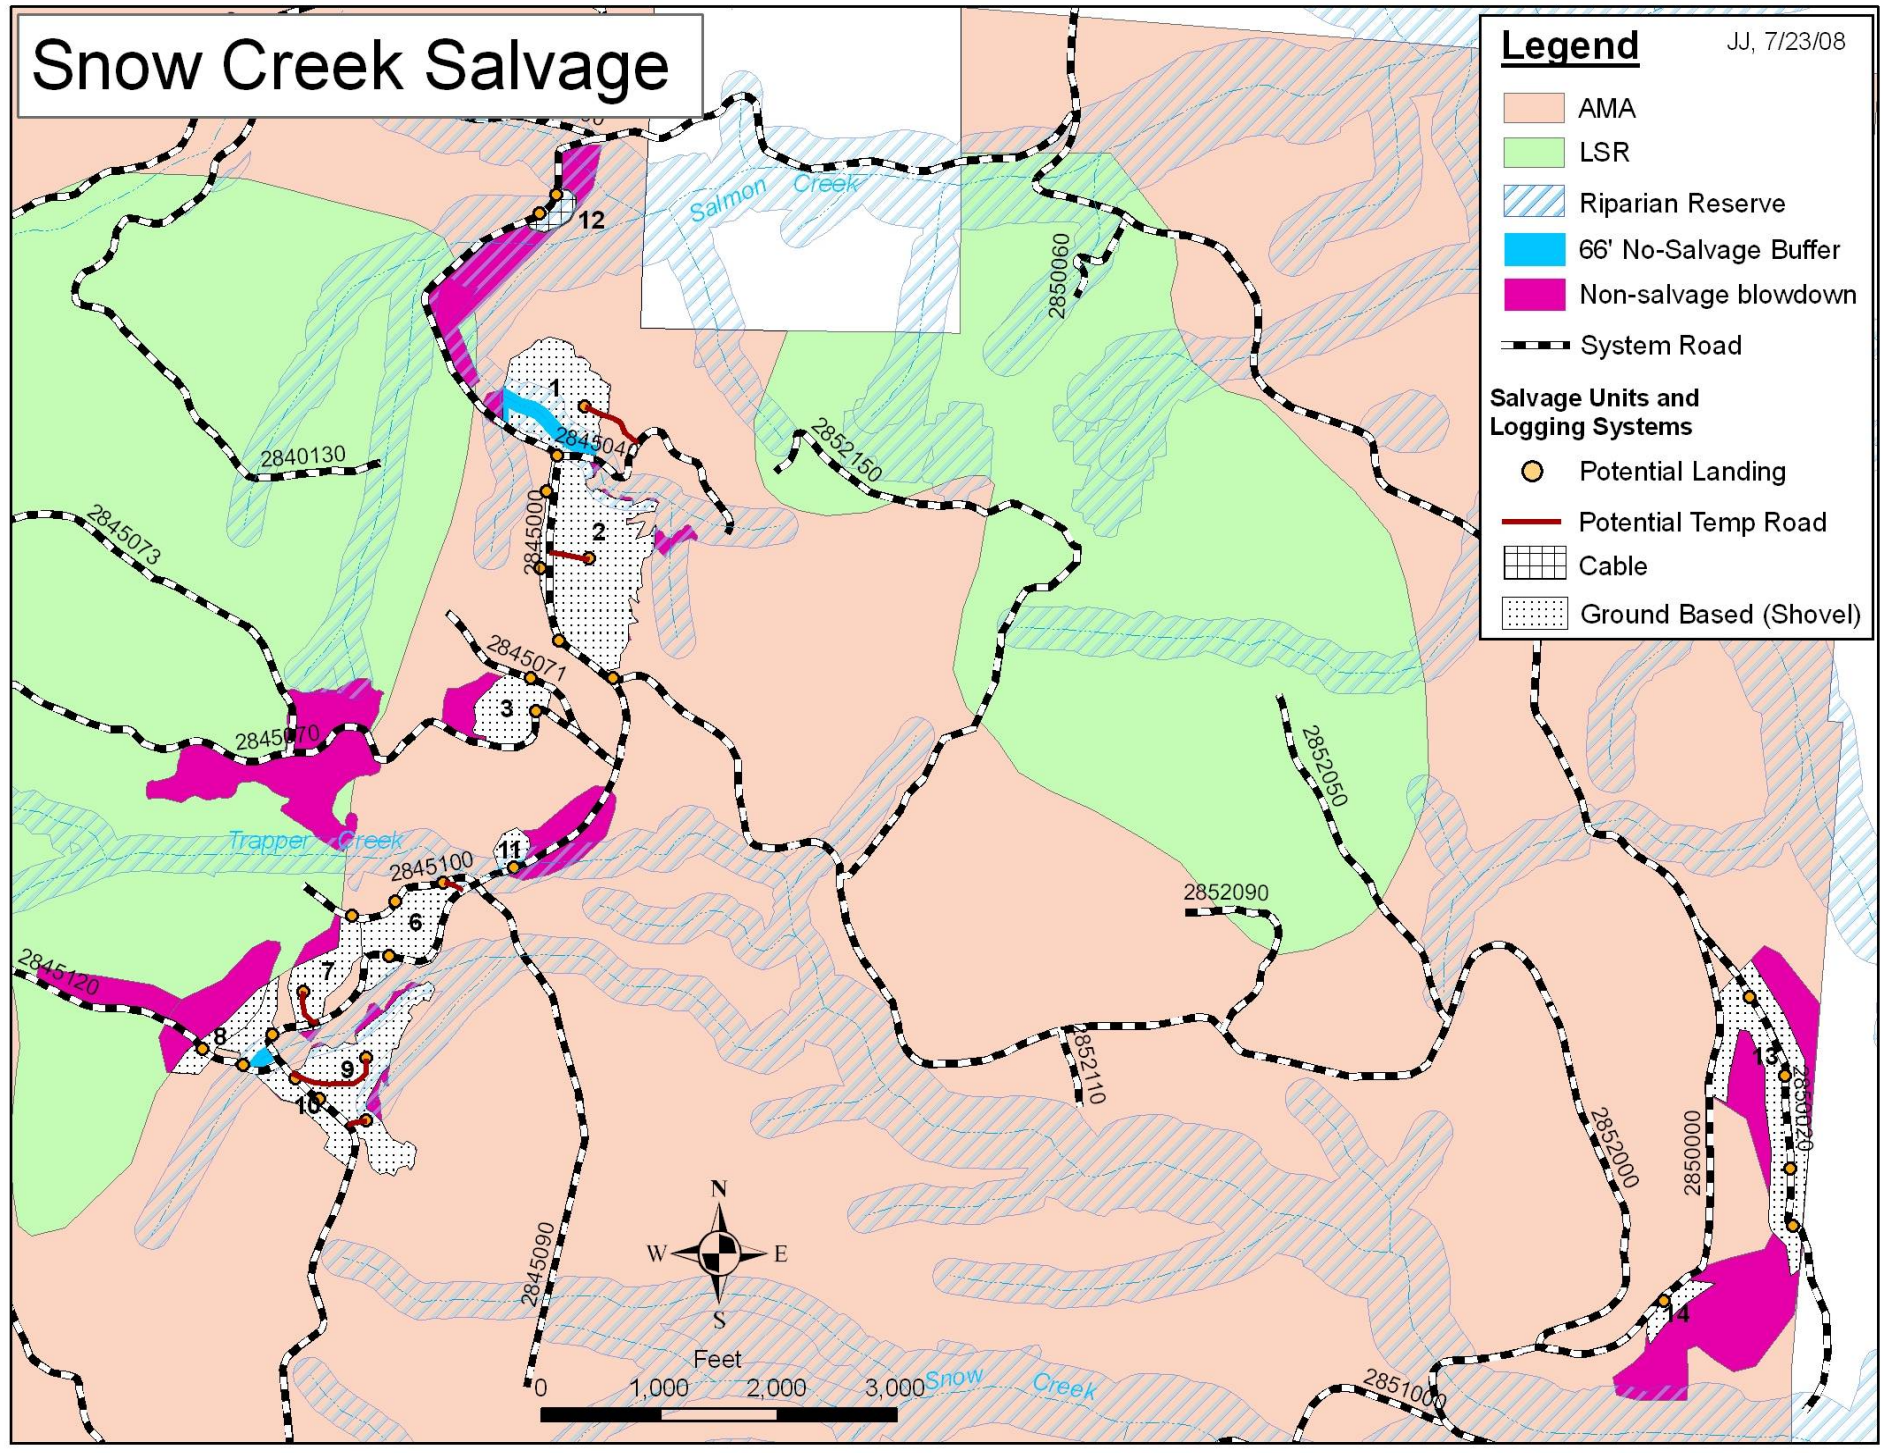 Snow Creek Salvage
Legend
JJ, 7/23/08
AMA
LSR
Riparian Reserve
66' No-Salvage Buffer
Non-salvage blowdown
System Road
Salvage Units and
Logging Systems
Potential Landing
Potential Temp Road
Cable
Ground Based (Shovel)
Salmon Creek
12
2850060
1
2845040
2852150
2840130
2845000
2
2845073
2845071
3
2845070
2852050
Trapper Creek
11
2845100
2852090
6
7
2845120
8
9
10
13
2850020
2852110
2852000
2850000
2845090
N
W
E
S
14
Feet
0
1,000
2,000
3,000
Snow Creek
2851000